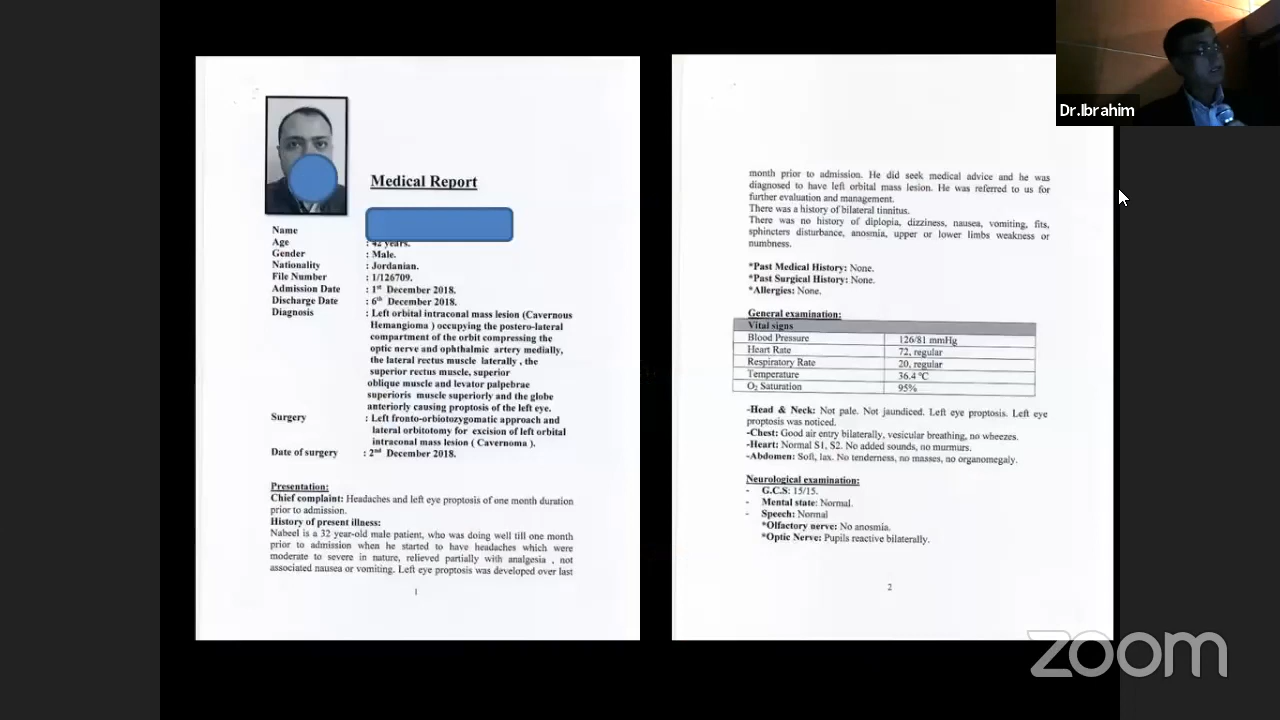 Medical Report
Name
Age : 42 years.
Gender : Male.
Nationality : Jordanian.
File Number : 1/126709.
Admission Date : 1st December 2018.
Discharge Date : 6th December 2018.
Diagnosis : Left orbital intraconal mass lesion (Cavernous
Hemangioma ) occupying the postero-lateral
compartment of the orbit compressing the
optic nerve and ophthalmic artery medially,
the lateral rectus muscle laterally , the
superior rectus muscle, superior
oblique muscle and levator palpebrae
superioris muscle superiorly and the globe
anteriorly causing proptosis of the left eye.
Surgery : Left fronto-orbiotozygomatic approach and
lateral orbitotomy for excision of left orbital
intraconal mass lesion ( Cavernoma ).
Date of surgery : 2nd December 2018.
Presentation:
Chief complaint: Headaches and left eye proptosis of one month duration
prior to admission.
History of present illness:
Nabeel is a 32 year-old male patient, who was doing well till one month
prior to admission when he started to have headaches which were
moderate to severe in nature, relieved partially with analgesia , not
associated nausea or vomiting. Left eye proptosis was developed over last
1
month prior to admission. He did seek medical advice and he was
diagnosed to have left orbital mass lesion. He was referred to us for
further evaluation and management.
There was a history of bilateral tinnitus.
There was no history of diplopia, dizziness, nausea, vomiting, fits,
sphincters disturbance, anosmia, upper or lower limbs weakness or
numbness.
*Past Medical History: None.
*Past Surgical History: None.
*Allergies: None.
General examination:
Vital signs
Blood Pressure 126/81 mmHg
Heart Rate 72, regular
Respiratory Rate 20, regular
Temperature 36.4 ºC
O2 Saturation 95%
-Head & Neck: Not pale. Not jaundiced. Left eye proptosis. Left eye
proptosis was noticed.
-Chest: Good air entry bilaterally, vesicular breathing, no wheezes.
-Heart: Normal S1, S2. No added sounds, no murmurs.
-Abdomen: Soft, lax. No tenderness, no masses, no organomegaly.
Neurological examination:
- G.C.S: 15/15.
- Mental state: Normal.
- Speech: Normal
*Olfactory nerve: No anosmia.
*Optic Nerve: Pupils reactive bilaterally.
2
Dr.Ibrahim
zoom